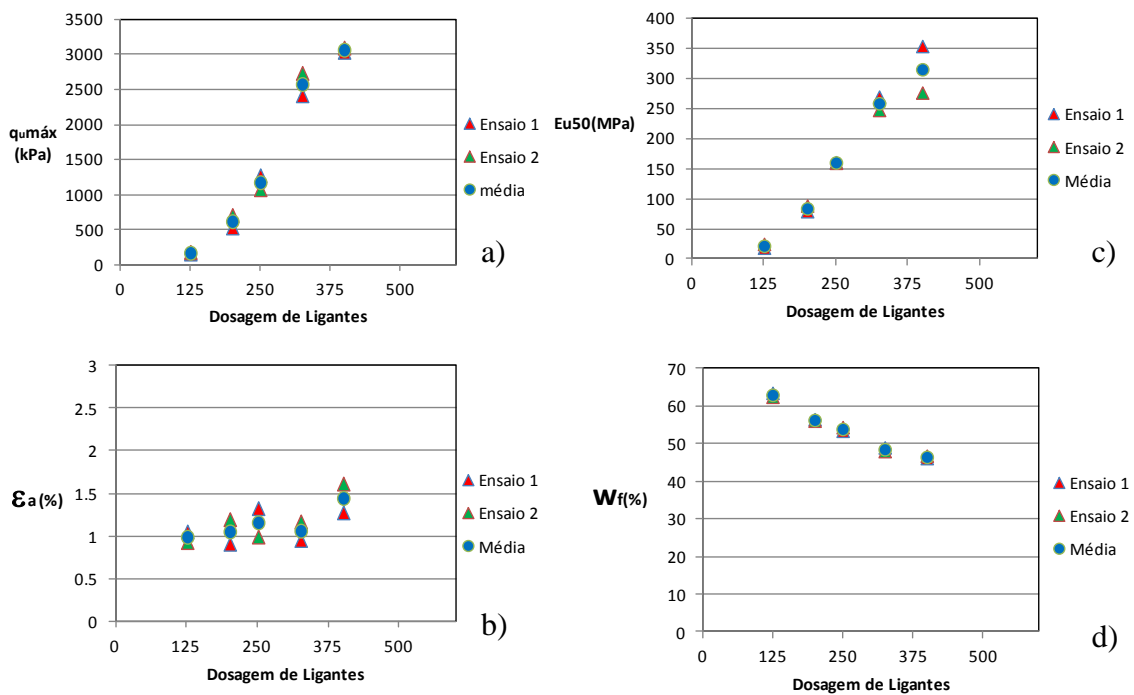 3500
3000
2500
2000
1500
1000
500
0
qumáx
(kPa)
0 125 250 375 500
Dosagem de Ligantes
Ensaio 1
Ensaio 2
média
a)
400
350
300
250
200
150
100
50
0
Eu50(MPa)
0 125 250 375 500
Dosagem de Ligantes
Ensaio 1
Ensaio 2
Média
c)
3
2.5
2
1.5
1
0.5
0
εa (%)
0 125 250 375 500
Dosagem de Ligantes
Ensaio 1
Ensaio 2
Média
b)
70
60
50
40
30
20
10
0
Wf(%)
0 125 250 375 500
Dosagem de Ligantes
Ensaio 1
Ensaio 2
Média
d)